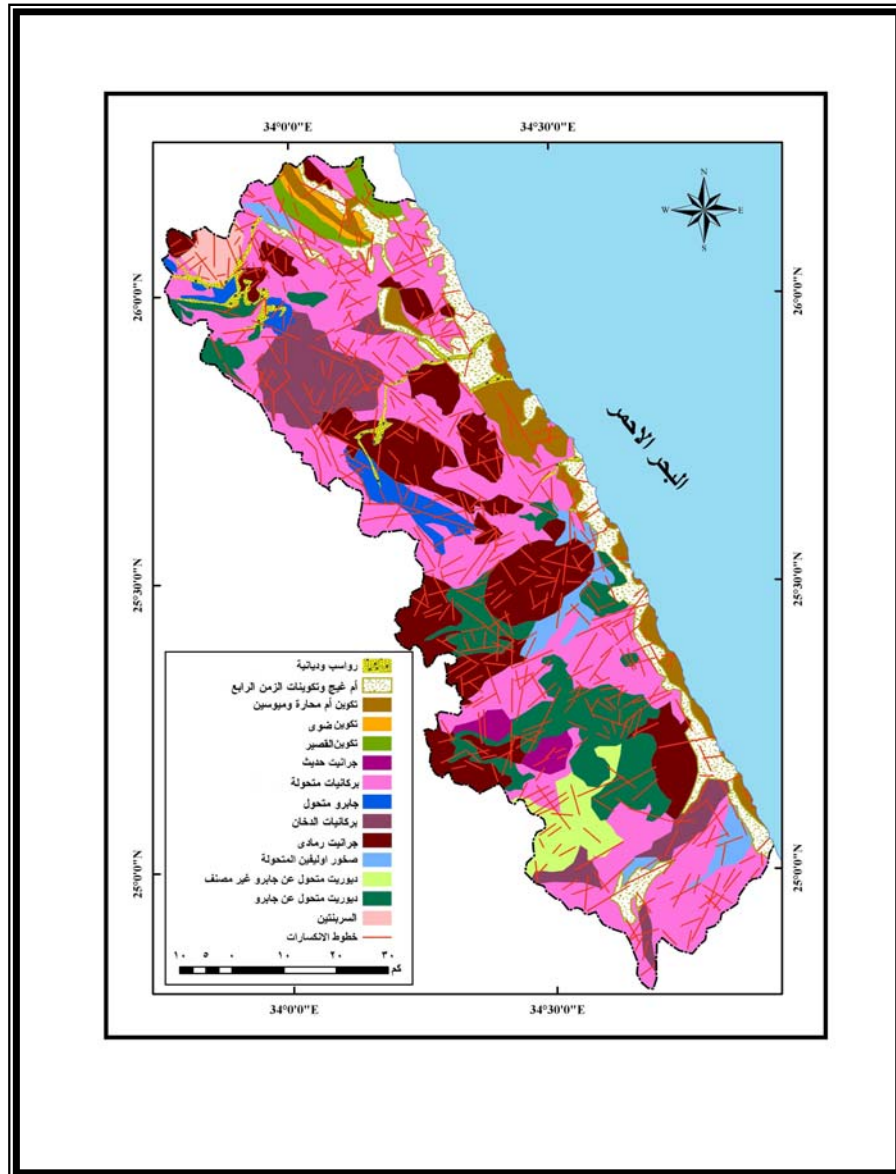 34°0'0"E 34°30'0"E
N
W E
S
26°0'0"N 26°0'0"N
البحر الاحمر
25°30'0"N 25°30'0"N
رواسب وديانية
أم غيج وتكوينات الزمن الرابع
تكوين أم محارة وميوسين
تكوين ضوى
تكوين القصير
جرانيت حديث
بركانيات متحولة
جابرو متحول
بركانيات الدخان
جرانيت رمادى
صخور اوليفين المتحولة
ديوريت متحول عن جابرو غير مصنف
ديوريت متحول عن جابرو
السربنتين
خطوط الانكسارات
١٠ ٥ ٠ ١٠ ٢٠ ٣٠
كم
25°0'0"N 25°0'0"N
34°0'0"E 34°30'0"E